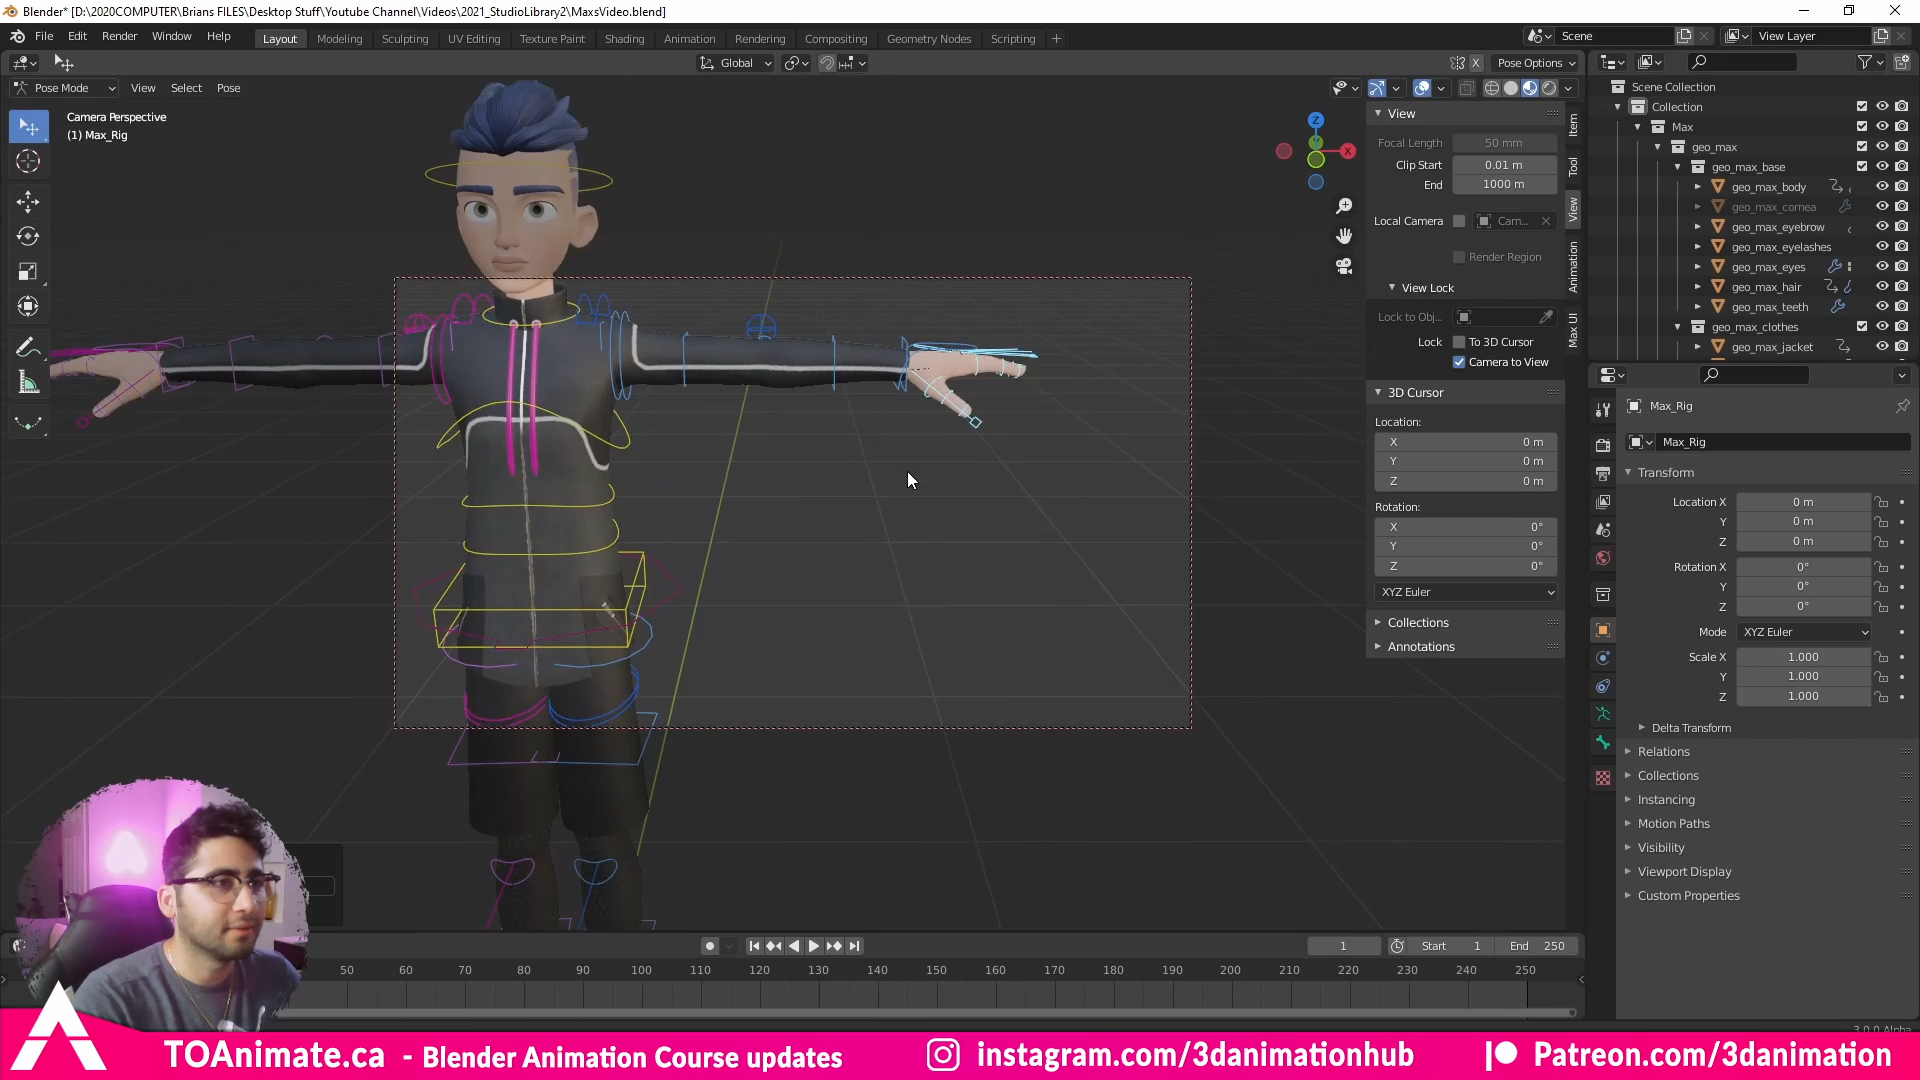 Blender* [D:\2020COMPUTER\Brians FILES\Desktop Stuff\Youtube Channel\Videos\2021_StudioLibrary2\MaxsVideo.blend]
File Edit Render Window Help
Layout Modeling Sculpting UV Editing Texture Paint Shading Animation Rendering Compositing Geometry Nodes Scripting +
Scene
View Layer
Global
X
Pose Options
Pose Mode View Select Pose
Camera Perspective
(1) Max_Rig
Z
X
View
Focal Length 50 mm
Clip Start 0.01 m
End 1000 m
Local Camera Cam...
Render Region
View Lock
Lock to Obj...
Lock To 3D Cursor
Camera to View
3D Cursor
Location:
X 0 m
Y 0 m
Z 0 m
Rotation:
X 0°
Y 0°
Z 0°
XYZ Euler
Collections
Annotations
Item
Tool
View
Animation
Max UI
Scene Collection
Collection
Max
geo_max
geo_max_base
geo_max_body
geo_max_cornea
geo_max_eyebrow
geo_max_eyelashes
geo_max_eyes
geo_max_hair
geo_max_teeth
geo_max_clothes
geo_max_jacket
Max_Rig
Max_Rig
Transform
Location X 0 m
Y 0 m
Z 0 m
Rotation X 0°
Y 0°
Z 0°
Mode XYZ Euler
Scale X 1.000
Y 1.000
Z 1.000
Delta Transform
Relations
Collections
Instancing
Motion Paths
Visibility
Viewport Display
Custom Properties
1 Start 1 End 250
50 60 70 80 90 100 110 120 130 140 150 160 170 180 190 200 210 220 230 240 250
3.0.0 Alpha
TOAnimate.ca - Blender Animation Course updates
instagram.com/3danimationhub
Patreon.com/3danimation